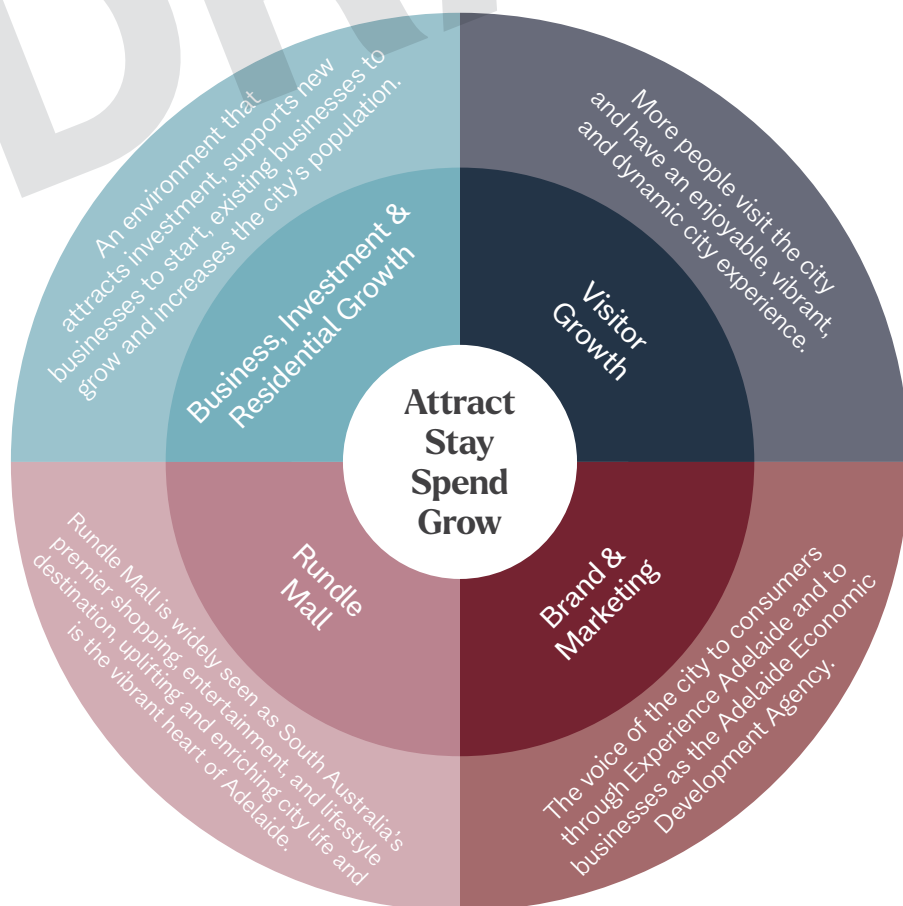 An environment that
attracts investment, supports new
businesses to start, existing businesses to
grow and increases the city's population.
Business, Investment &
Residential Growth
More people visit the city
and have an enjoyable, vibrant,
and dynamic city experience.
Visitor
Growth
Attract
Stay
Spend
Grow
Rundle
Mall
Rundle Mall is widely seen as South Australia's
premier shopping, entertainment, and lifestyle
destination, uplifting and enriching city life and
is the vibrant heart of Adelaide.
Brand &
Marketing
The voice of the city to consumers
through Experience Adelaide and to
businesses as the Adelaide Economic
Development Agency.